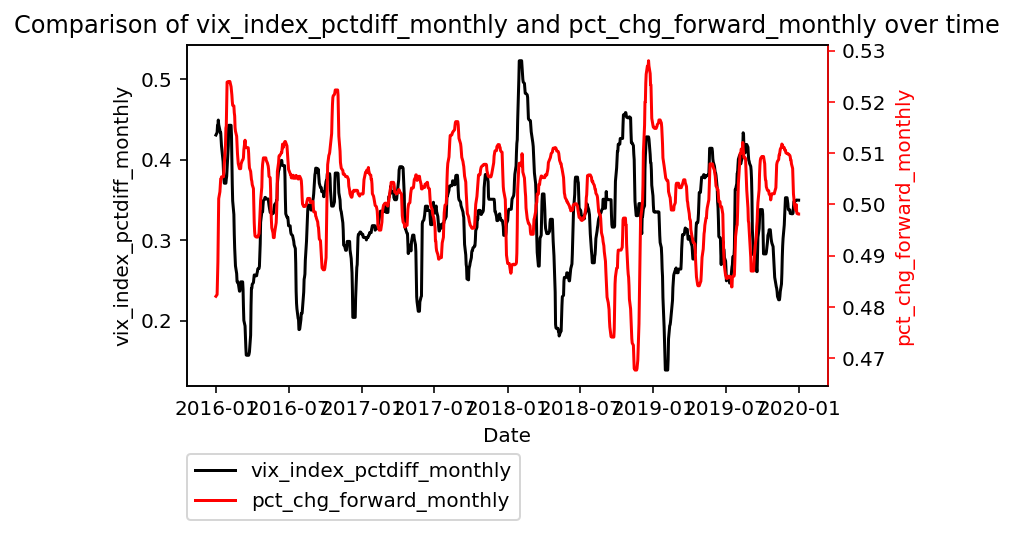 Comparison of vix_index_pctdiff_monthly and pct_chg_forward_monthly over time
vix_index_pctdiff_monthly
0.5
0.4
0.3
0.2
0.53
0.52
0.51
0.50
0.49
0.48
0.47
pct_chg_forward_monthly
2016-01 2016-07 2017-01 2017-07 2018-01 2018-07 2019-01 2019-07 2020-01
Date
vix_index_pctdiff_monthly
pct_chg_forward_monthly